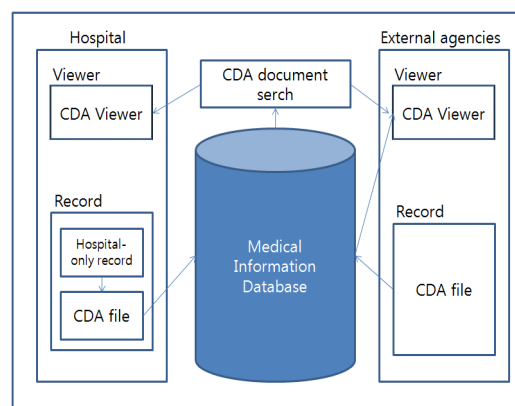 Hospital
Viewer
CDA Viewer
Record
Hospital-
only record
CDA file
CDA document
serch
Medical
Information
Database
External agencies
Viewer
CDA Viewer
Record
CDA file